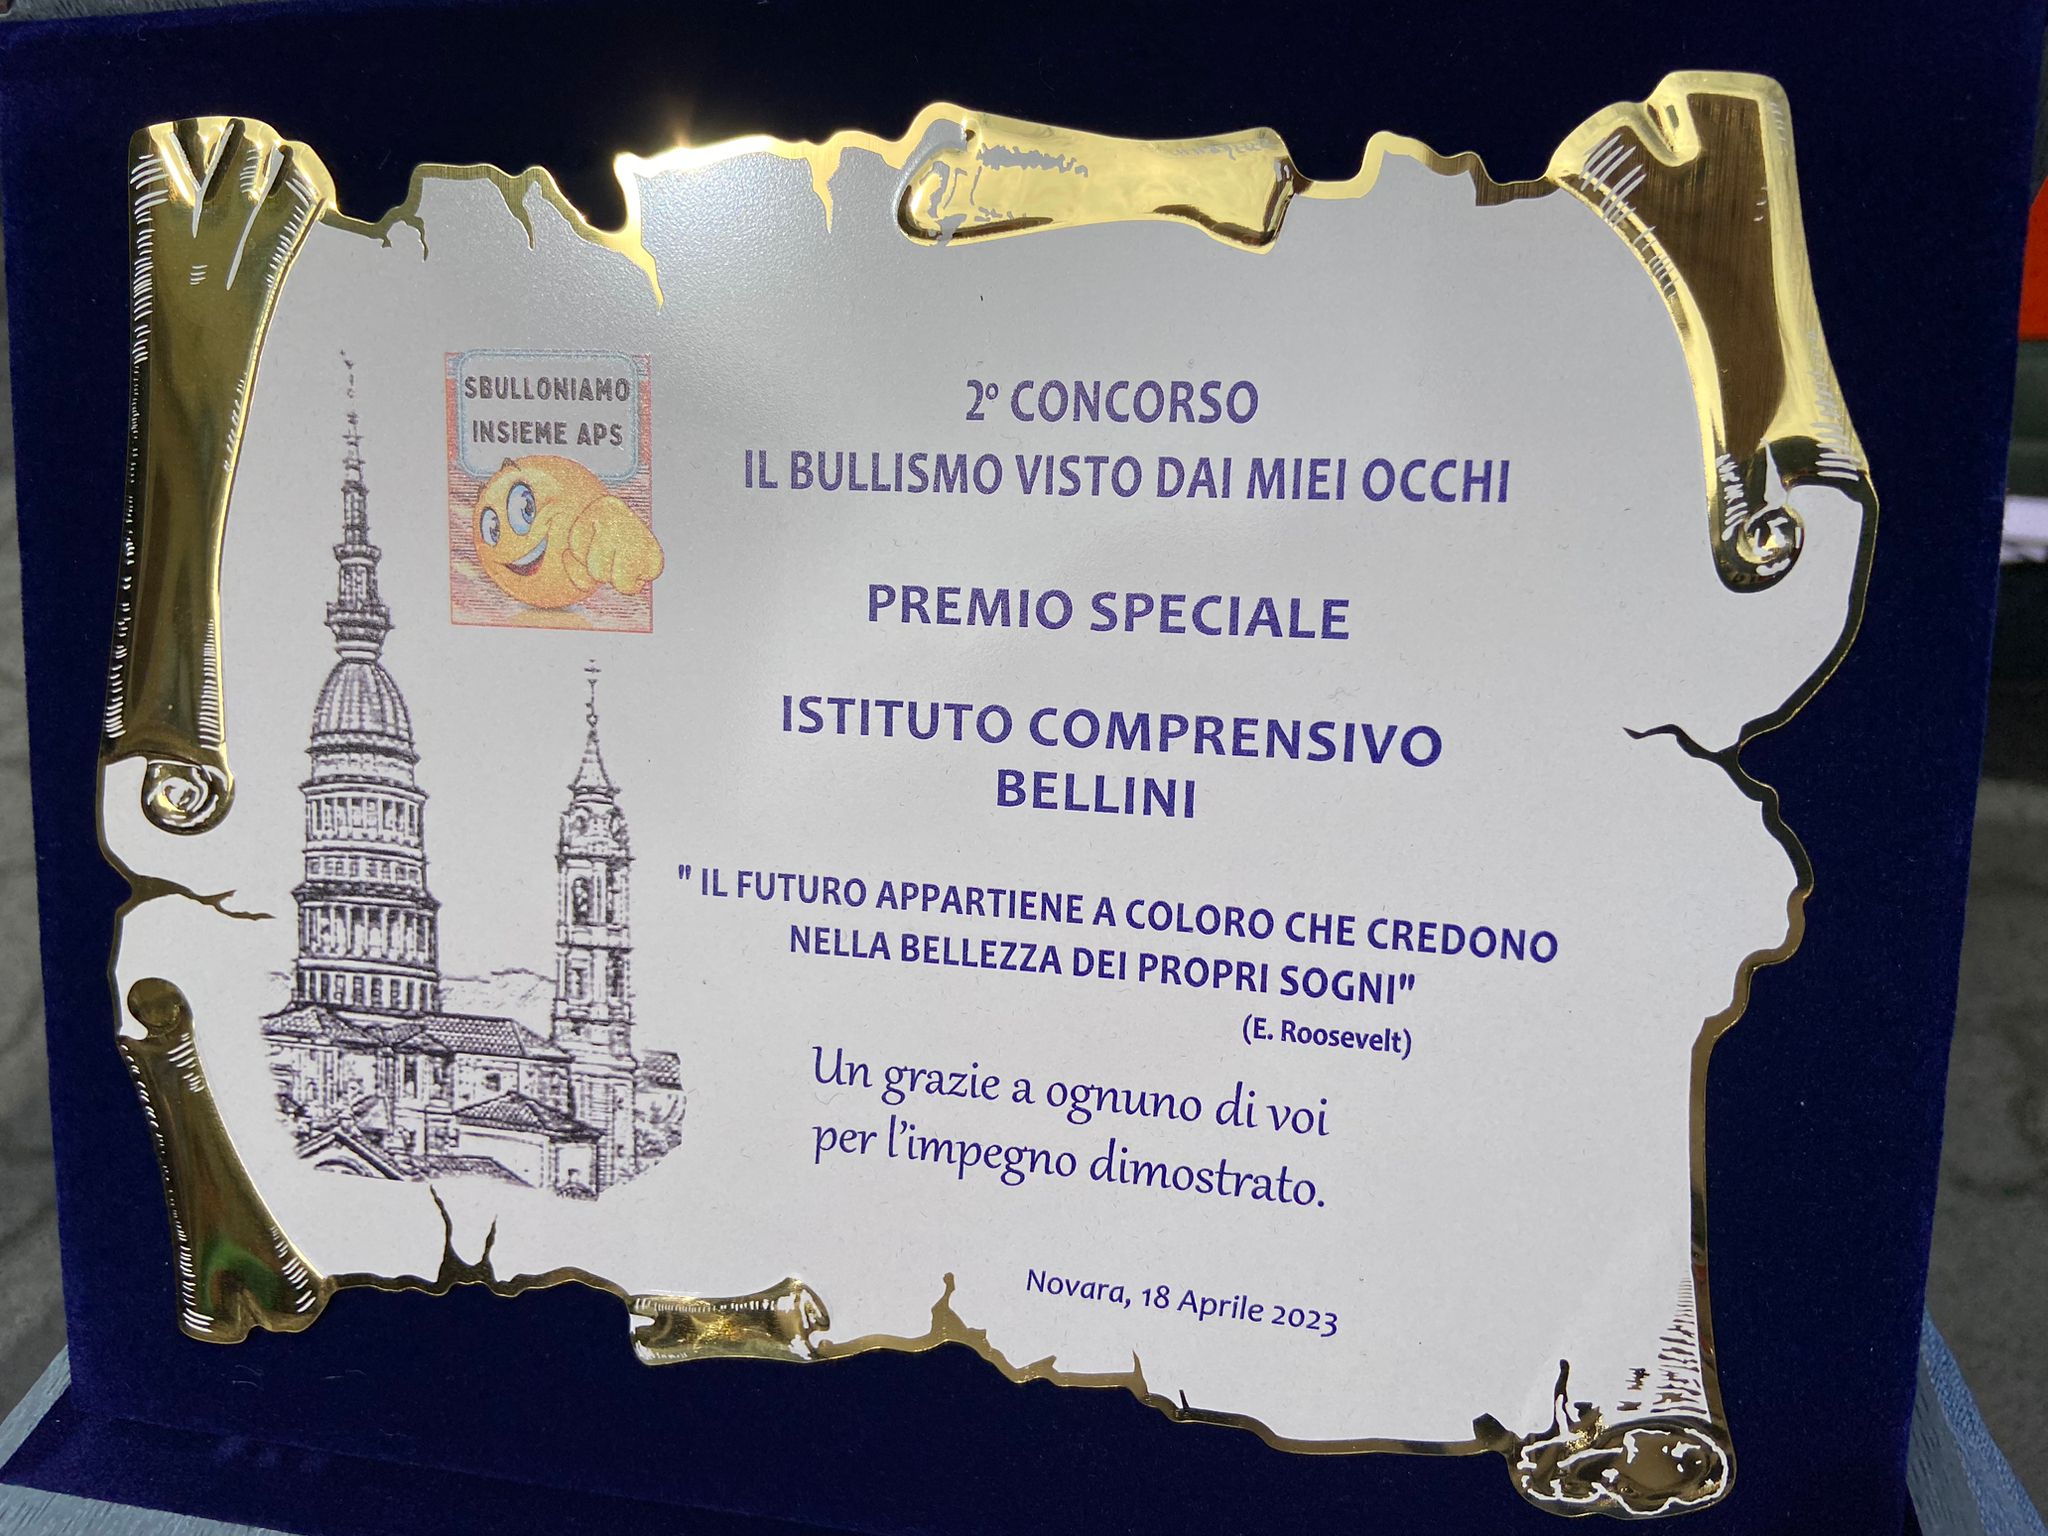 SBULLONIAMO
INSIEME APS
2° CONCORSO
IL BULLISMO VISTO DAI MIEI OCCHI
PREMIO SPECIALE
ISTITUTO COMPRENSIVO
BELLINI
" IL FUTURO APPARTIENE A COLORO CHE CREDONO
NELLA BELLEZZA DEI PROPRI SOGNI"
(E. Roosevelt)
Un grazie a ognuno di voi
per l'impegno dimostrato.
Novara, 18 Aprile 2023